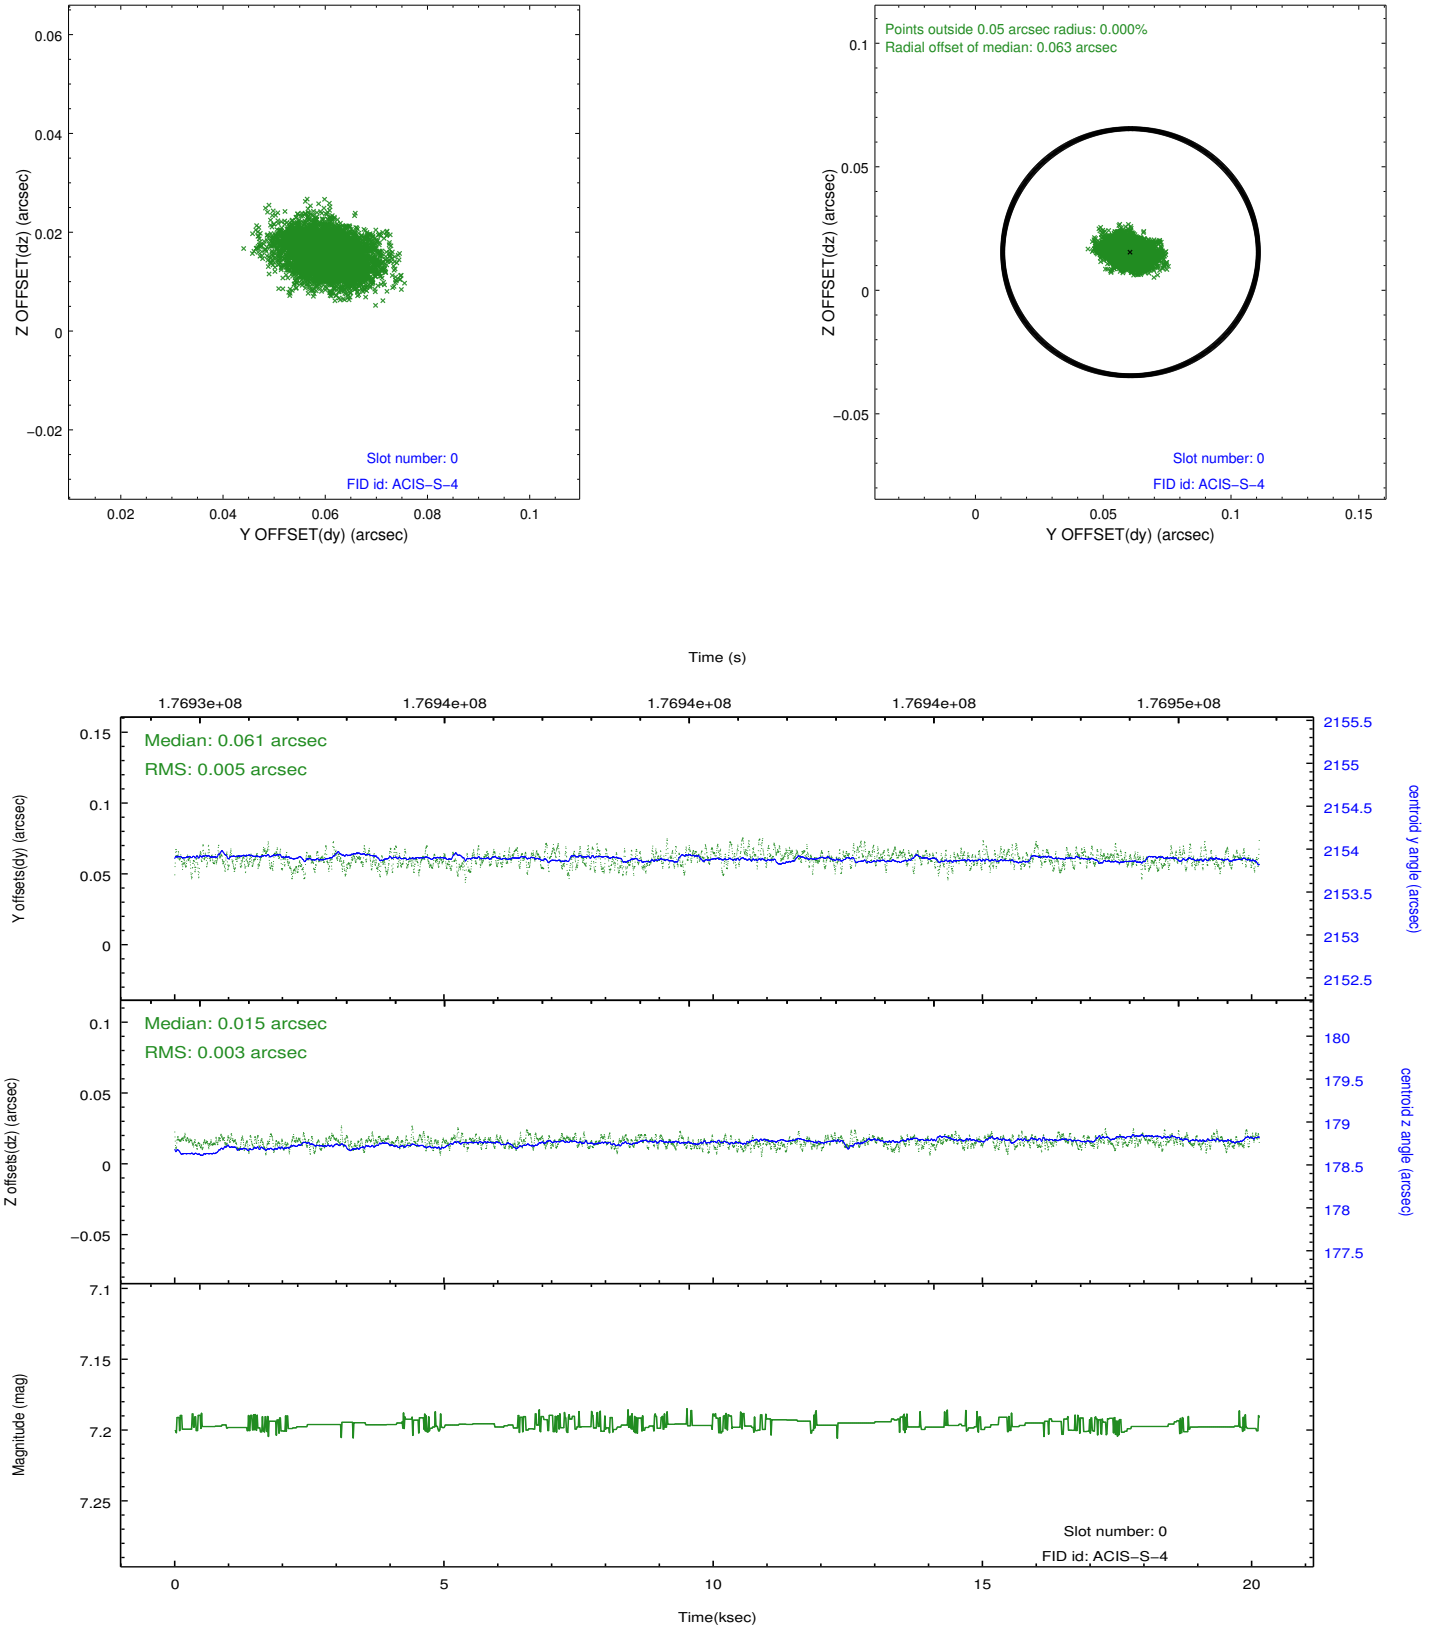 0.06
0.04
0.02
0
−0.02
Z OFFSET(dz) (arcsec)
Slot number: 0
FID id: ACIS−S−4
0.02
0.04
0.06
0.08
0.1
Y OFFSET(dy) (arcsec)
Points outside 0.05 arcsec radius: 0.000%
Radial offset of median: 0.063 arcsec
0.1
0.05
0
−0.05
Z OFFSET(dz) (arcsec)
Slot number: 0
FID id: ACIS−S−4
0
0.05
0.1
0.15
Y OFFSET(dy) (arcsec)
Time (s)
1.7693e+08
1.7694e+08
1.7694e+08
1.7694e+08
1.7695e+08
Median: 0.061 arcsec
RMS: 0.005 arcsec
0.15
0.1
0.05
0
Y offsets(dy) (arcsec)
2155.5
2155
2154.5
2154
2153.5
2153
2152.5
centroid y angle (arcsec)
Median: 0.015 arcsec
RMS: 0.003 arcsec
0.1
0.05
0
−0.05
Z offsets(dz) (arcsec)
180
179.5
179
178.5
178
177.5
centroid z angle (arcsec)
7.1
7.15
7.2
7.25
Magnitude (mag)
Slot number: 0
FID id: ACIS−S−4
0
5
10
15
20
Time(ksec)